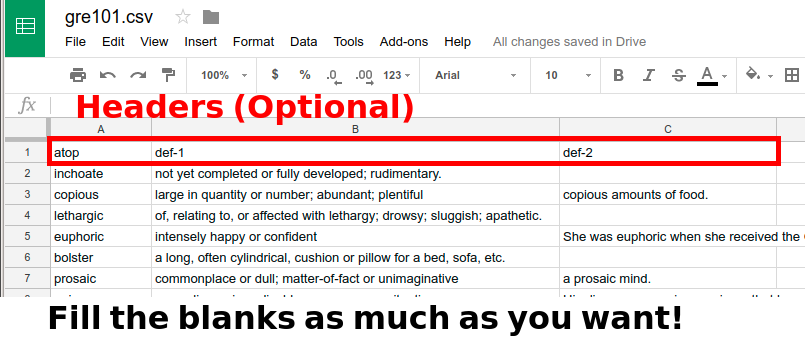 gre101.csv
File Edit View Insert Format Data Tools Add-ons Help All changes saved in Drive
100% $ % .0 .00 123 Arial 10 B I S A
fx Headers (Optional)
A B C
1 atop def-1 def-2
2 inchoate not yet completed or fully developed; rudimentary.
3 copious large in quantity or number; abundant; plentiful copious amounts of food.
4 lethargic of, relating to, or affected with lethargy; drowsy; sluggish; apathetic.
5 euphoric intensely happy or confident She was euphoric when she received the
6 bolster a long, often cylindrical, cushion or pillow for a bed, sofa, etc.
7 prosaic commonplace or dull; matter-of-fact or unimaginative a prosaic mind.
Fill the blanks as much as you want!